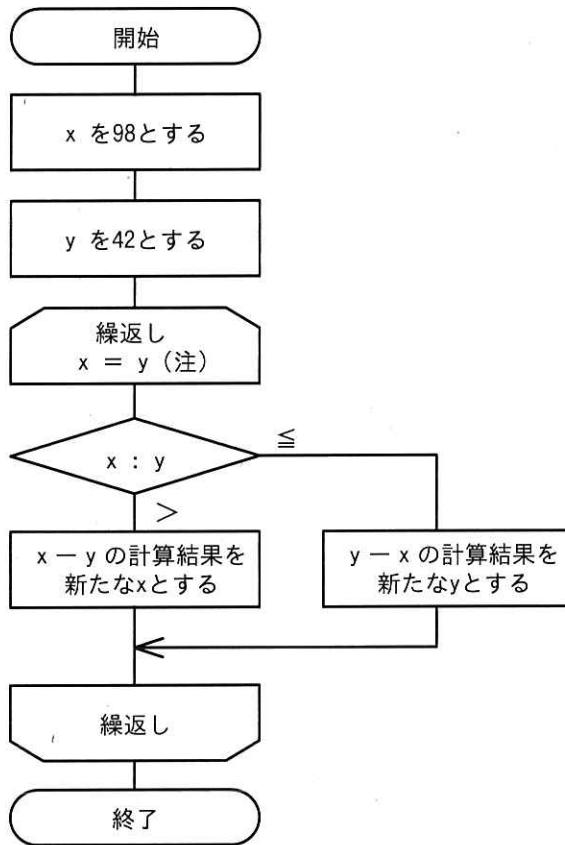 開始
x を98とする
y を42とする
繰返し
x = y(注)
x : y
≦
>
x － y の計算結果を
新たなxとする
y － x の計算結果を
新たなyとする
繰返し
終了